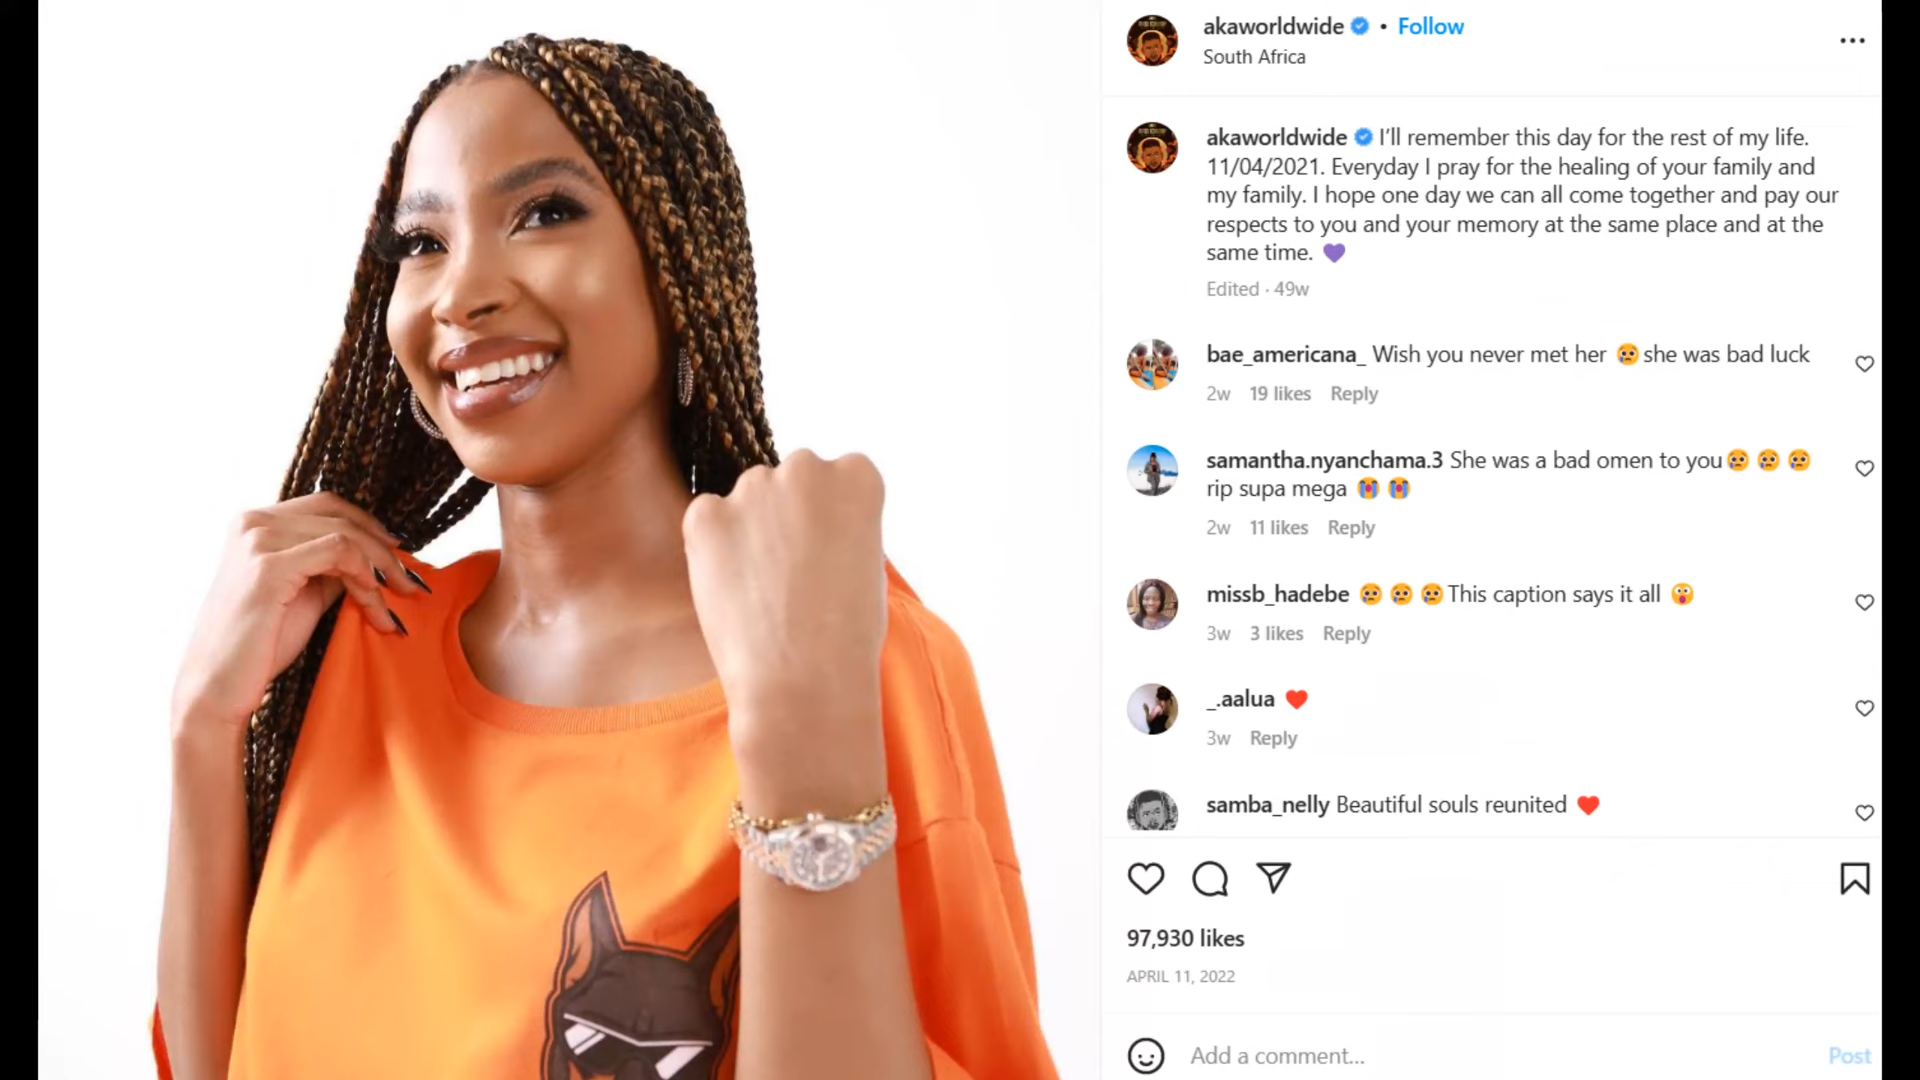 akaworldwide • Follow
South Africa
akaworldwide I'll remember this day for the rest of my life.
11/04/2021. Everyday I pray for the healing of your family and
my family. I hope one day we can all come together and pay our
respects to you and your memory at the same place and at the
same time. 💜
Edited · 49w
bae_americana_ Wish you never met her 😢she was bad luck
2w 19 likes Reply
samantha.nyanchama.3 She was a bad omen to you😢😢😢
rip supa mega 😭😭
2w 11 likes Reply
missb_hadebe 😢😢😢This caption says it all 😲
3w 3 likes Reply
_.aalua ❤️
3w Reply
samba_nelly Beautiful souls reunited ❤️
97,930 likes
APRIL 11, 2022
Add a comment...
Post